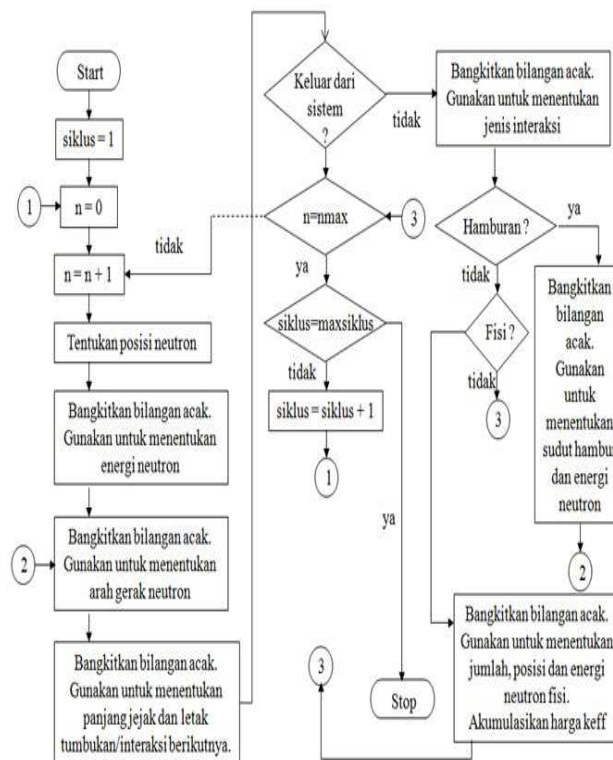 Start
siklus = 1
1
n = 0
n = n + 1
Tentukan posisi neutron
Bangkitkan bilangan acak.
Gunakan untuk menentukan
energi neutron
2
Bangkitkan bilangan acak.
Gunakan untuk menentukan
arah gerak neutron
Bangkitkan bilangan acak.
Gunakan untuk menentukan
panjang jejak dan letak
tumbukan/interaksi berikutnya.
Keluar dari
sistem
?
tidak
n=nmax
3
tidak
ya
siklus=maxsiklus
tidak
siklus = siklus + 1
1
ya
Stop
Bangkitkan bilangan acak.
Gunakan untuk menentukan
jenis interaksi
Hamburan ?
ya
tidak
Fisi ?
tidak
3
Bangkitkan
bilangan
acak.
Gunakan
untuk
menentukan
sudut hambur
dan energi
neutron
2
Bangkitkan bilangan acak.
Gunakan untuk menentukan
jumlah, posisi dan energi
neutron fisi.
Akumulasikan harga keff
3